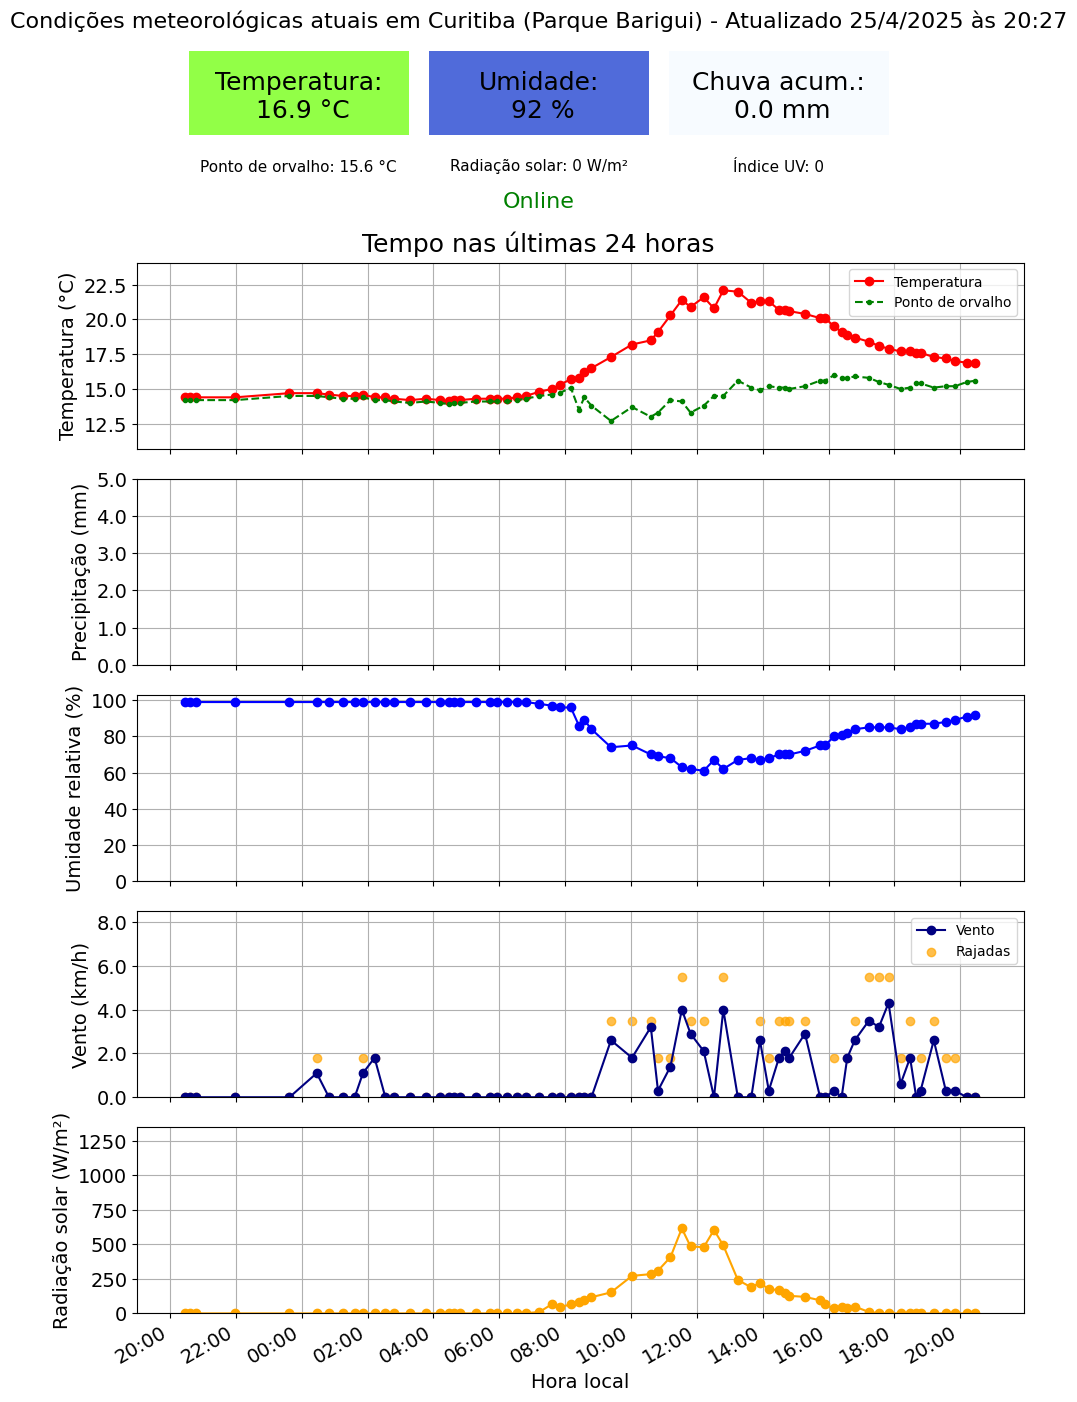 Condições meteorológicas atuais em Curitiba (Parque Barigui) - Atualizado 25/4/2025 às 20:27
Temperatura:
16.9 °C
Umidade:
92 %
Chuva acum.:
0.0 mm
Ponto de orvalho: 15.6 °C
Radiação solar: 0 W/m²
Índice UV: 0
Online
Tempo nas últimas 24 horas
Temperatura (°C)
22.5
20.0
17.5
15.0
12.5
Temperatura
Ponto de orvalho
Precipitação (mm)
5.0
4.0
3.0
2.0
1.0
0.0
Umidade relativa (%)
100
80
60
40
20
0
Vento (km/h)
8.0
6.0
4.0
2.0
0.0
Vento
Rajadas
Radiação solar (W/m²)
1250
1000
750
500
250
0
20:00 22:00 00:00 02:00 04:00 06:00 08:00 10:00 12:00 14:00 16:00 18:00 20:00
Hora local